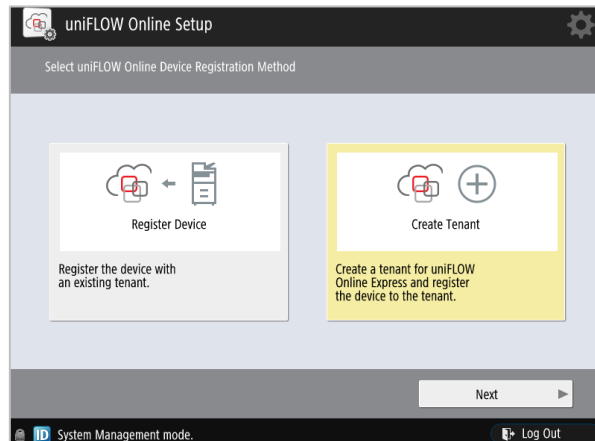 uniFLOW Online Setup
Select uniFLOW Online Device Registration Method
Register Device
Register the device with
an existing tenant.
Create Tenant
Create a tenant for uniFLOW
Online Express and register
the device to the tenant.
Next
ID System Management mode.
Log Out